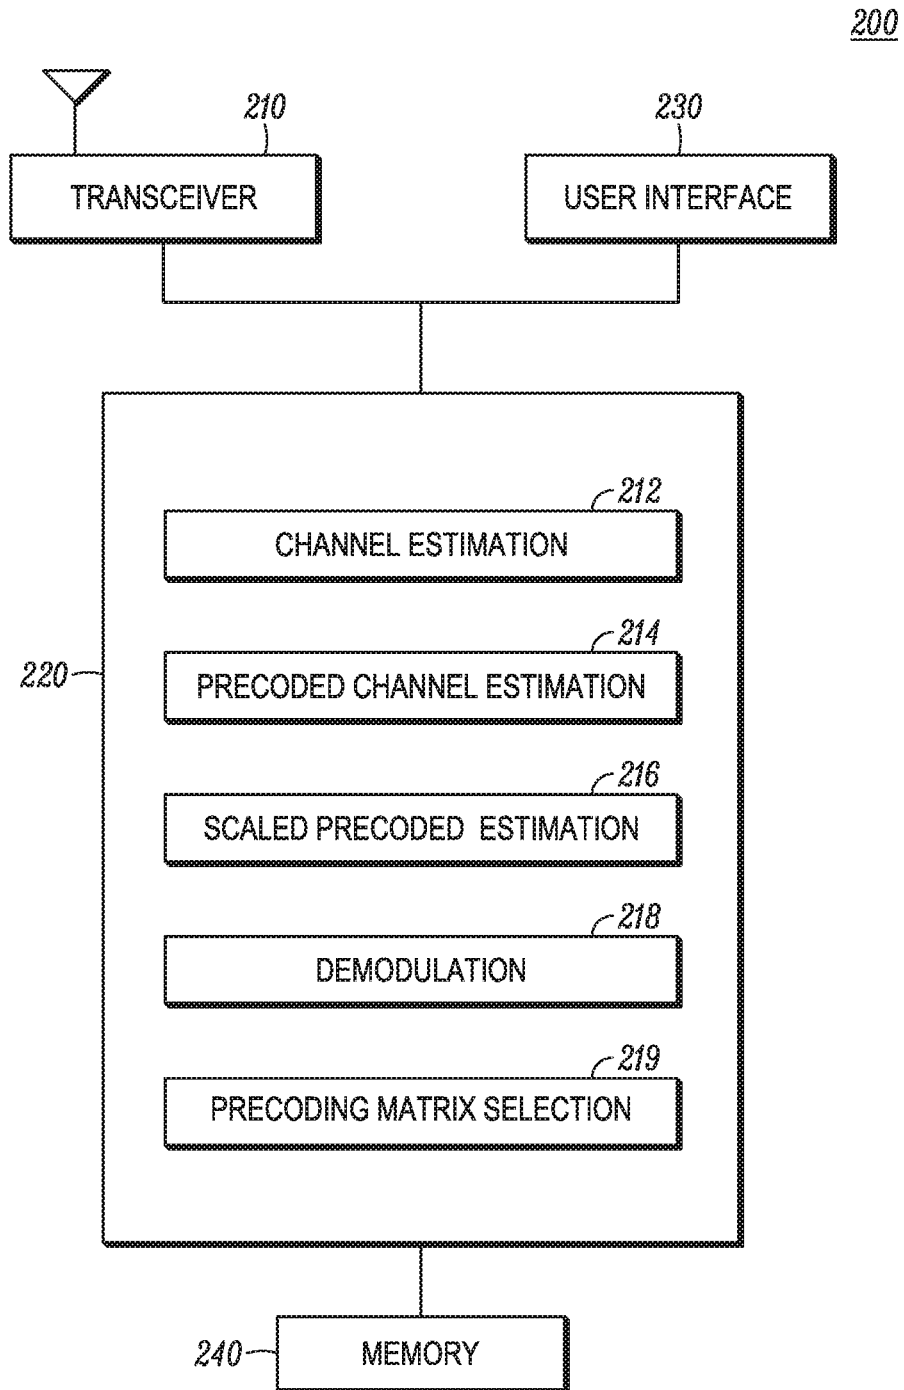 200
210
230
TRANSCEIVER
USER INTERFACE
212
CHANNEL ESTIMATION
214
220
PRECODED CHANNEL ESTIMATION
216
SCALED PRECODED ESTIMATION
218
DEMODULATION
219
PRECODING MATRIX SELECTION
240
MEMORY